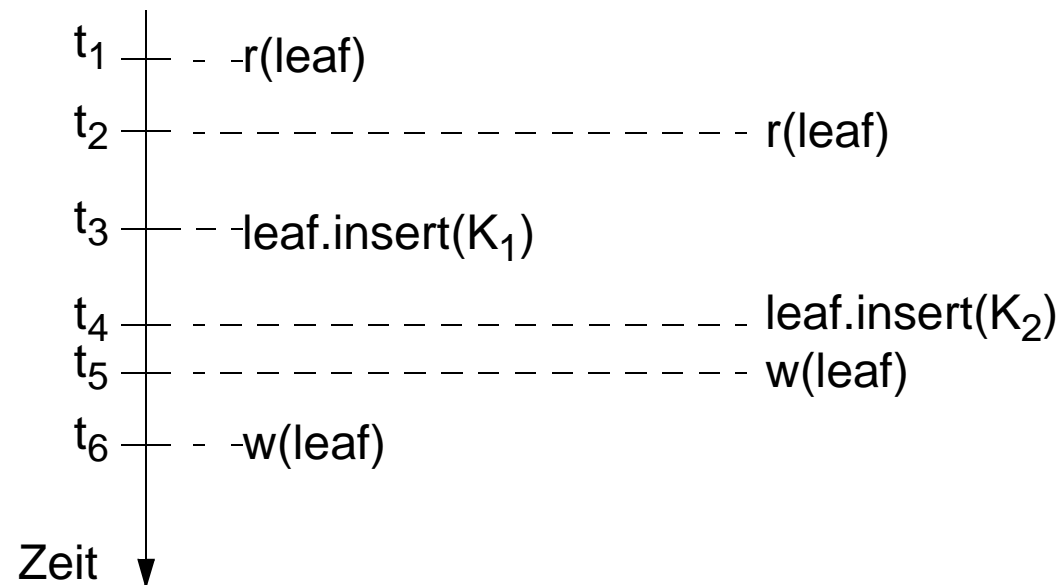 t₁ r(leaf)
t₂ r(leaf)
t₃ leaf.insert(K₁)
t₄ leaf.insert(K₂)
t₅ w(leaf)
t₆ w(leaf)
Zeit